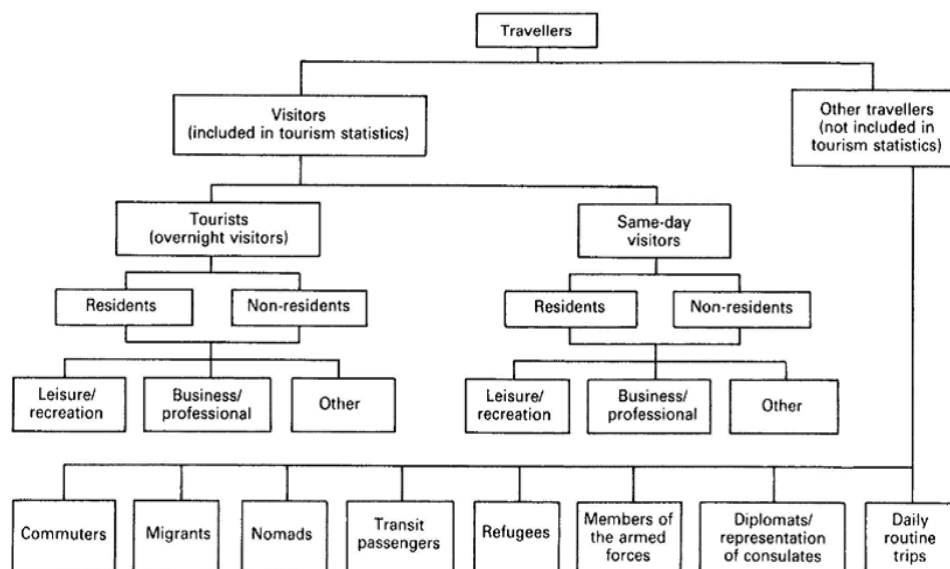 Travellers
Visitors
(included in tourism statistics)
Other travellers
(not included in
tourism statistics)
Tourists
(overnight visitors)
Same-day
visitors
Residents
Non-residents
Residents
Non-residents
Leisure/
recreation
Business/
professional
Other
Leisure/
recreation
Business/
professional
Other
Commuters
Migrants
Nomads
Transit
passengers
Refugees
Members of
the armed
forces
Diplomats/
representation
of consulates
Daily
routine
trips